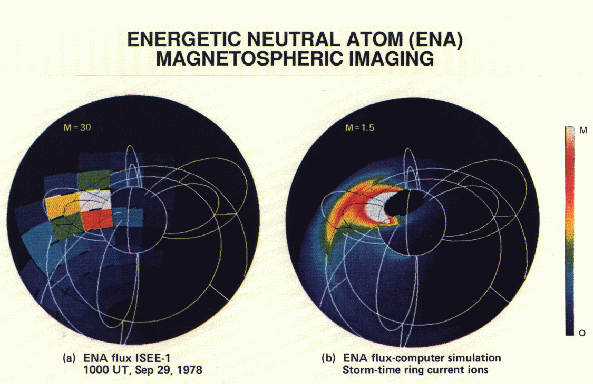 ENERGETIC NEUTRAL ATOM (ENA)
MAGNETOSPHERIC IMAGING
M=30
M=1.5
M
0
(a) ENA flux ISEE-1
1000 UT, Sep 29, 1978
(b) ENA flux-computer simulation
Storm-time ring current ions